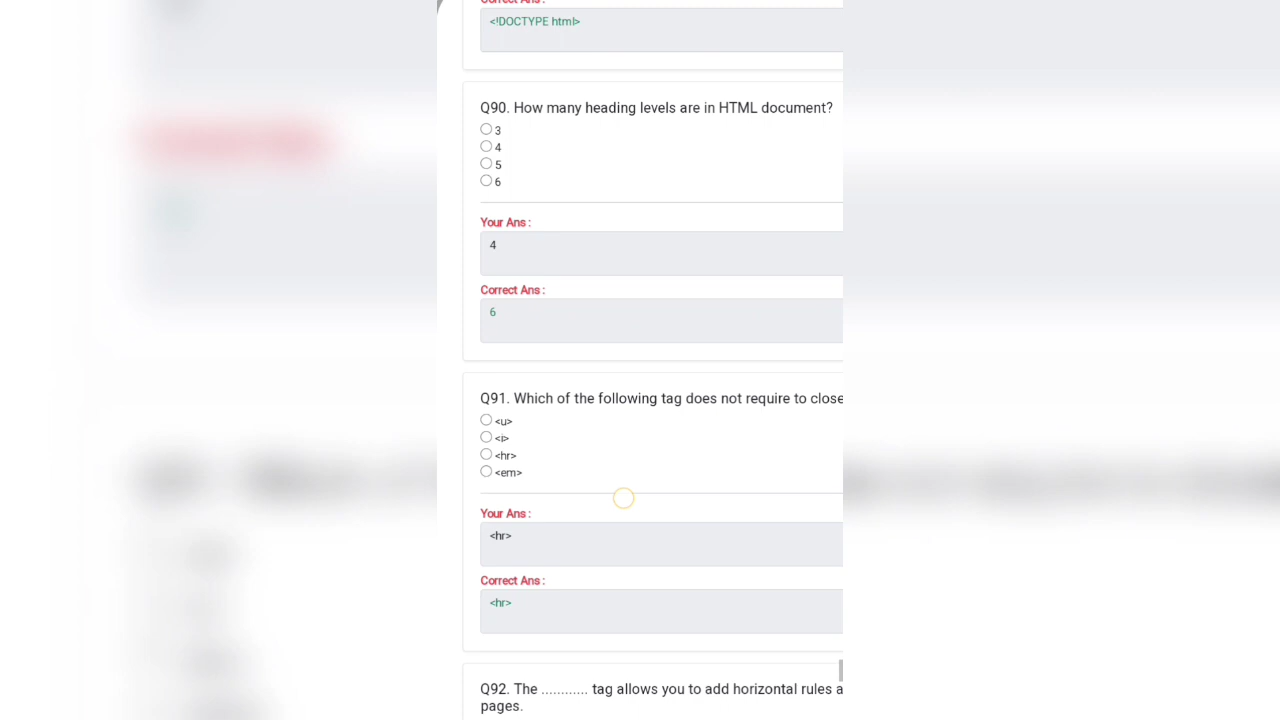 Correct Ans :
<!DOCTYPE html>
Q90. How many heading levels are in HTML document?
3
4
5
6
Your Ans :
4
Correct Ans :
6
Q91. Which of the following tag does not require to close
<u>
<i>
<hr>
<em>
Your Ans :
<hr>
Correct Ans :
<hr>
Q92. The ............ tag allows you to add horizontal rules a
pages.